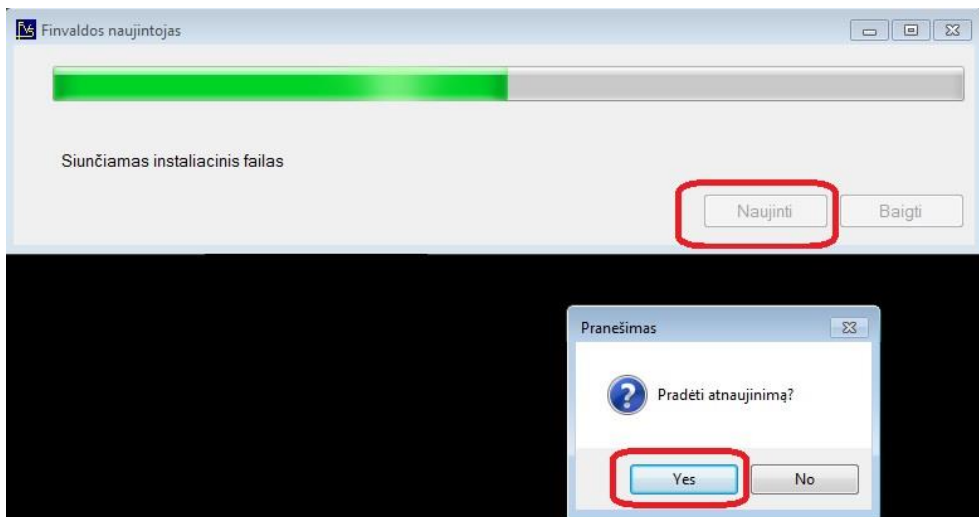 Finvaldos naujintojas
Siunčiamas instaliacinis failas
Naujinti Baigti
Pranešimas
Pradėti atnaujinimą?
Yes No